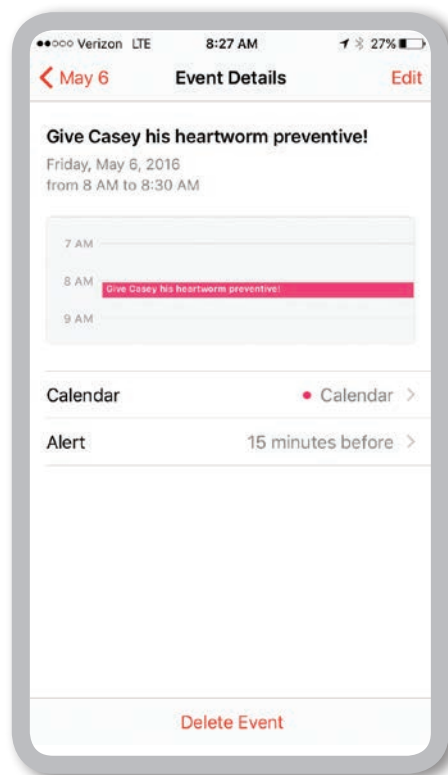 Verizon LTE 8:27 AM 27%
May 6 Event Details Edit
Give Casey his heartworm preventive!
Friday, May 6, 2016
from 8 AM to 8:30 AM
7 AM
8 AM Give Casey his heartworm preventive!
9 AM
Calendar Calendar
Alert 15 minutes before
Delete Event